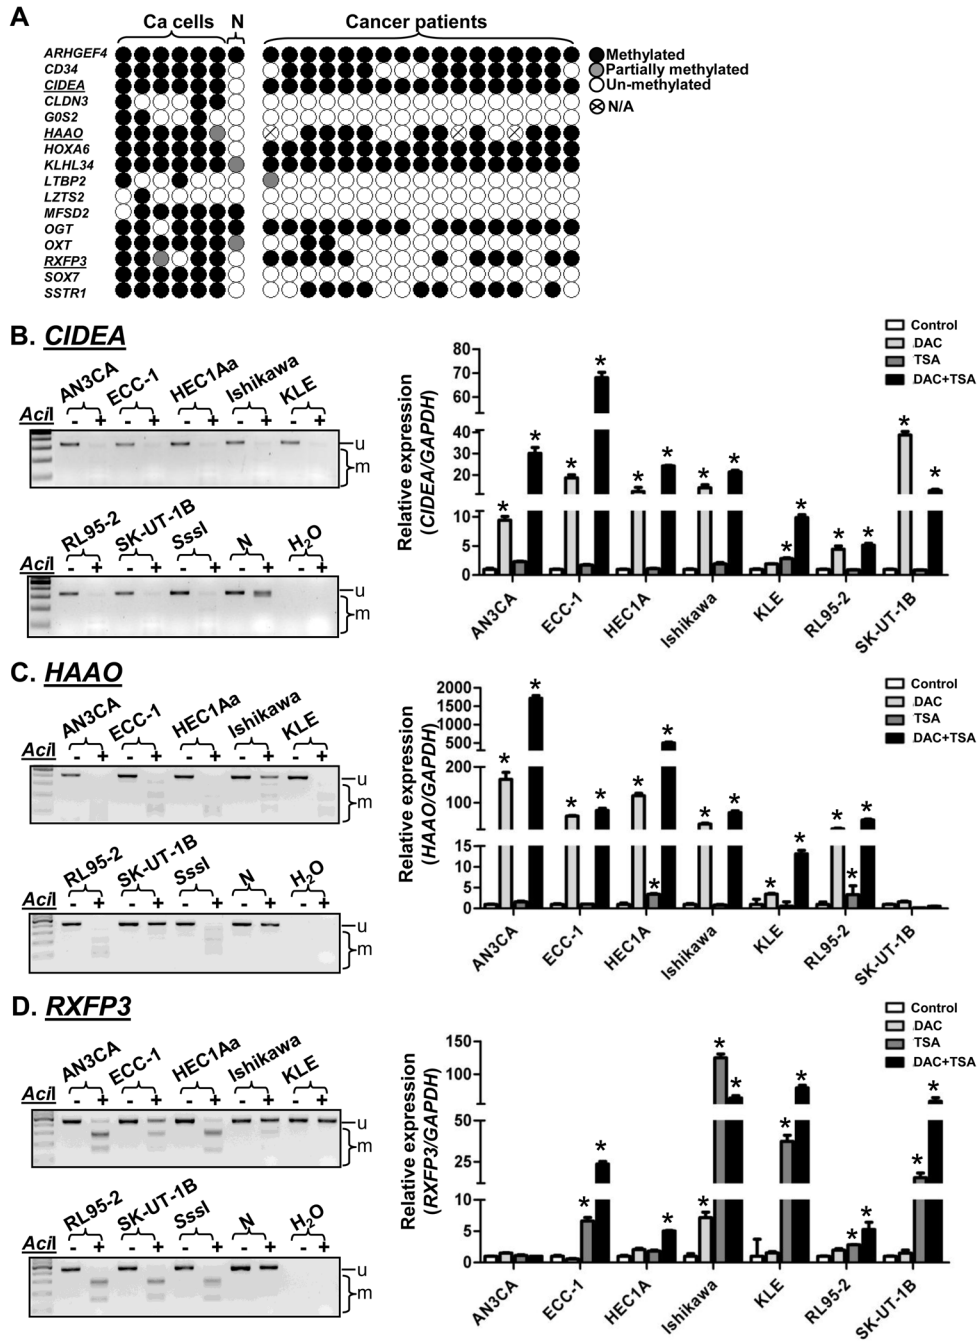 A
Ca cells N Cancer patients
ARHGEF4
CD34
CIDEA
CLDN3
G0S2
HAAO
HOXA6
KLHL34
LTBP2
LZTS2
MFSD2
OGT
OXT
RXFP3
SOX7
SSTR1
Methylated
Partially methylated
Un-methylated
N/A
B. CIDEA
AN3CA ECC-1 HEC1Aa Ishikawa KLE
AciI - + - + - + - + - +
u
m
RL95-2 SK-UT-1B SssI N H2O
AciI - + - + - + - + - +
u
m
Control
DAC
TSA
DAC+TSA
Relative expression
(CIDEA/GAPDH)
80
70
60
40
20
10
5
0
* * * * * * * * * * * * * *
AN3CA ECC-1 HEC1A Ishikawa KLE RL95-2 SK-UT-1B
C. HAAO
AN3CA ECC-1 HEC1Aa Ishikawa KLE
AciI - + - + - + - + - +
u
m
RL95-2 SK-UT-1B SssI N H2O
AciI - + - + - + - + - +
u
m
Control
DAC
TSA
DAC+TSA
Relative expression
(HAAO/GAPDH)
2000
1500
1000
500
200
100
15
5
0
* * * * * * * * * * * * * *
AN3CA ECC-1 HEC1A Ishikawa KLE RL95-2 SK-UT-1B
D. RXFP3
AN3CA ECC-1 HEC1Aa Ishikawa KLE
AciI - + - + - + - + - +
u
m
RL95-2 SK-UT-1B SssI N H2O
AciI - + - + - + - + - +
u
m
Control
DAC
TSA
DAC+TSA
Relative expression
(RXFP3/GAPDH)
150
100
50
25
10
5
0
* * * * * * * * * * * *
AN3CA ECC-1 HEC1A Ishikawa KLE RL95-2 SK-UT-1B